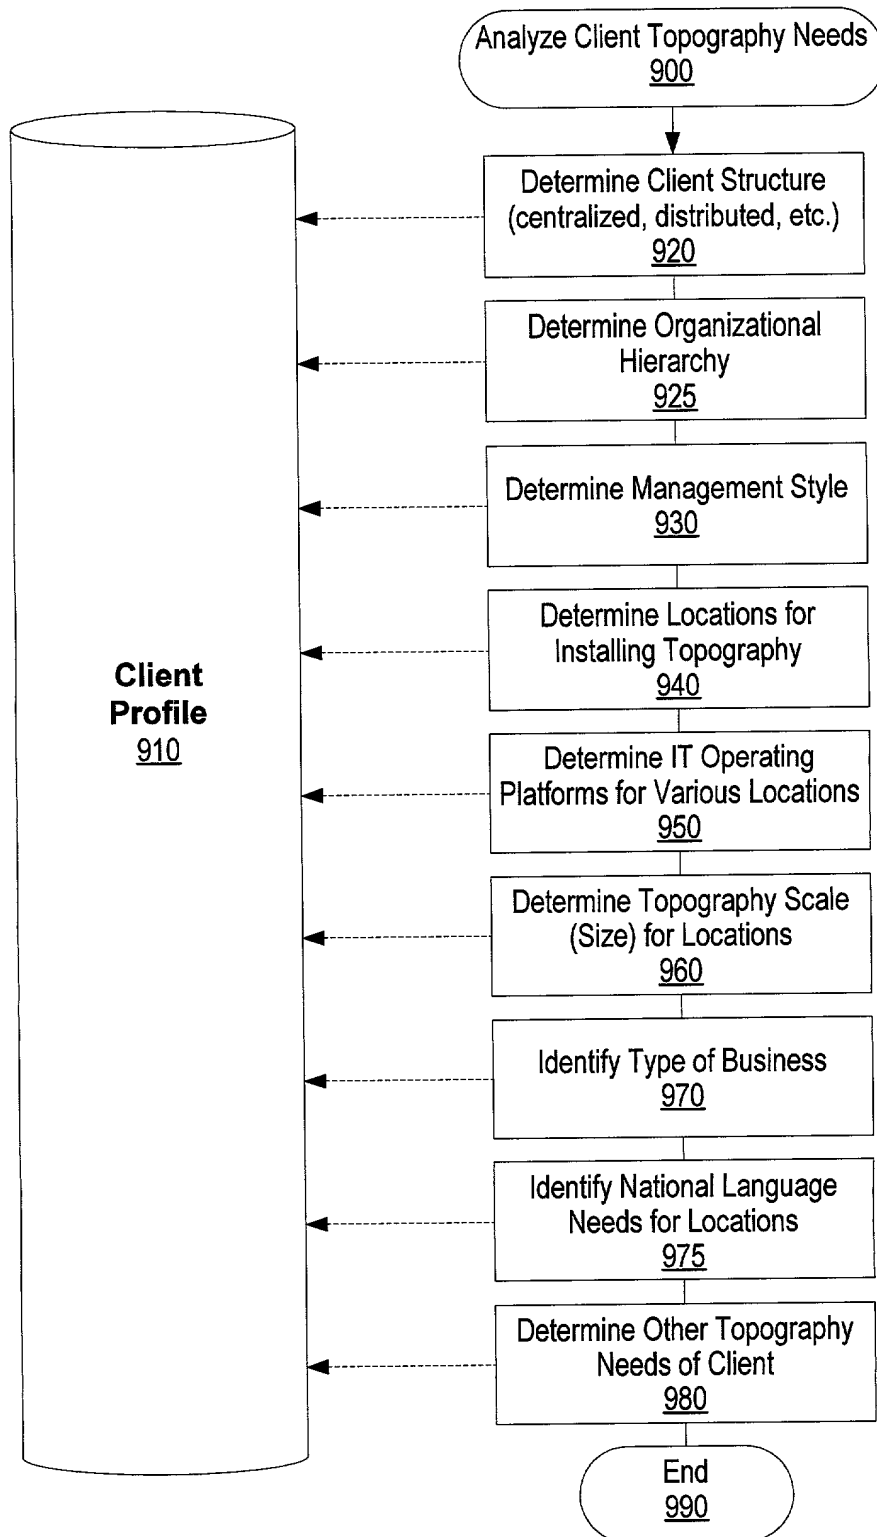 Analyze Client Topography Needs
900
Determine Client Structure
(centralized, distributed, etc.)
920
Determine Organizational
Hierarchy
925
Determine Management Style
930
Determine Locations for
Installing Topography
940
Client
Profile
910
Determine IT Operating
Platforms for Various Locations
950
Determine Topography Scale
(Size) for Locations
960
Identify Type of Business
970
Identify National Language
Needs for Locations
975
Determine Other Topography
Needs of Client
980
End
990